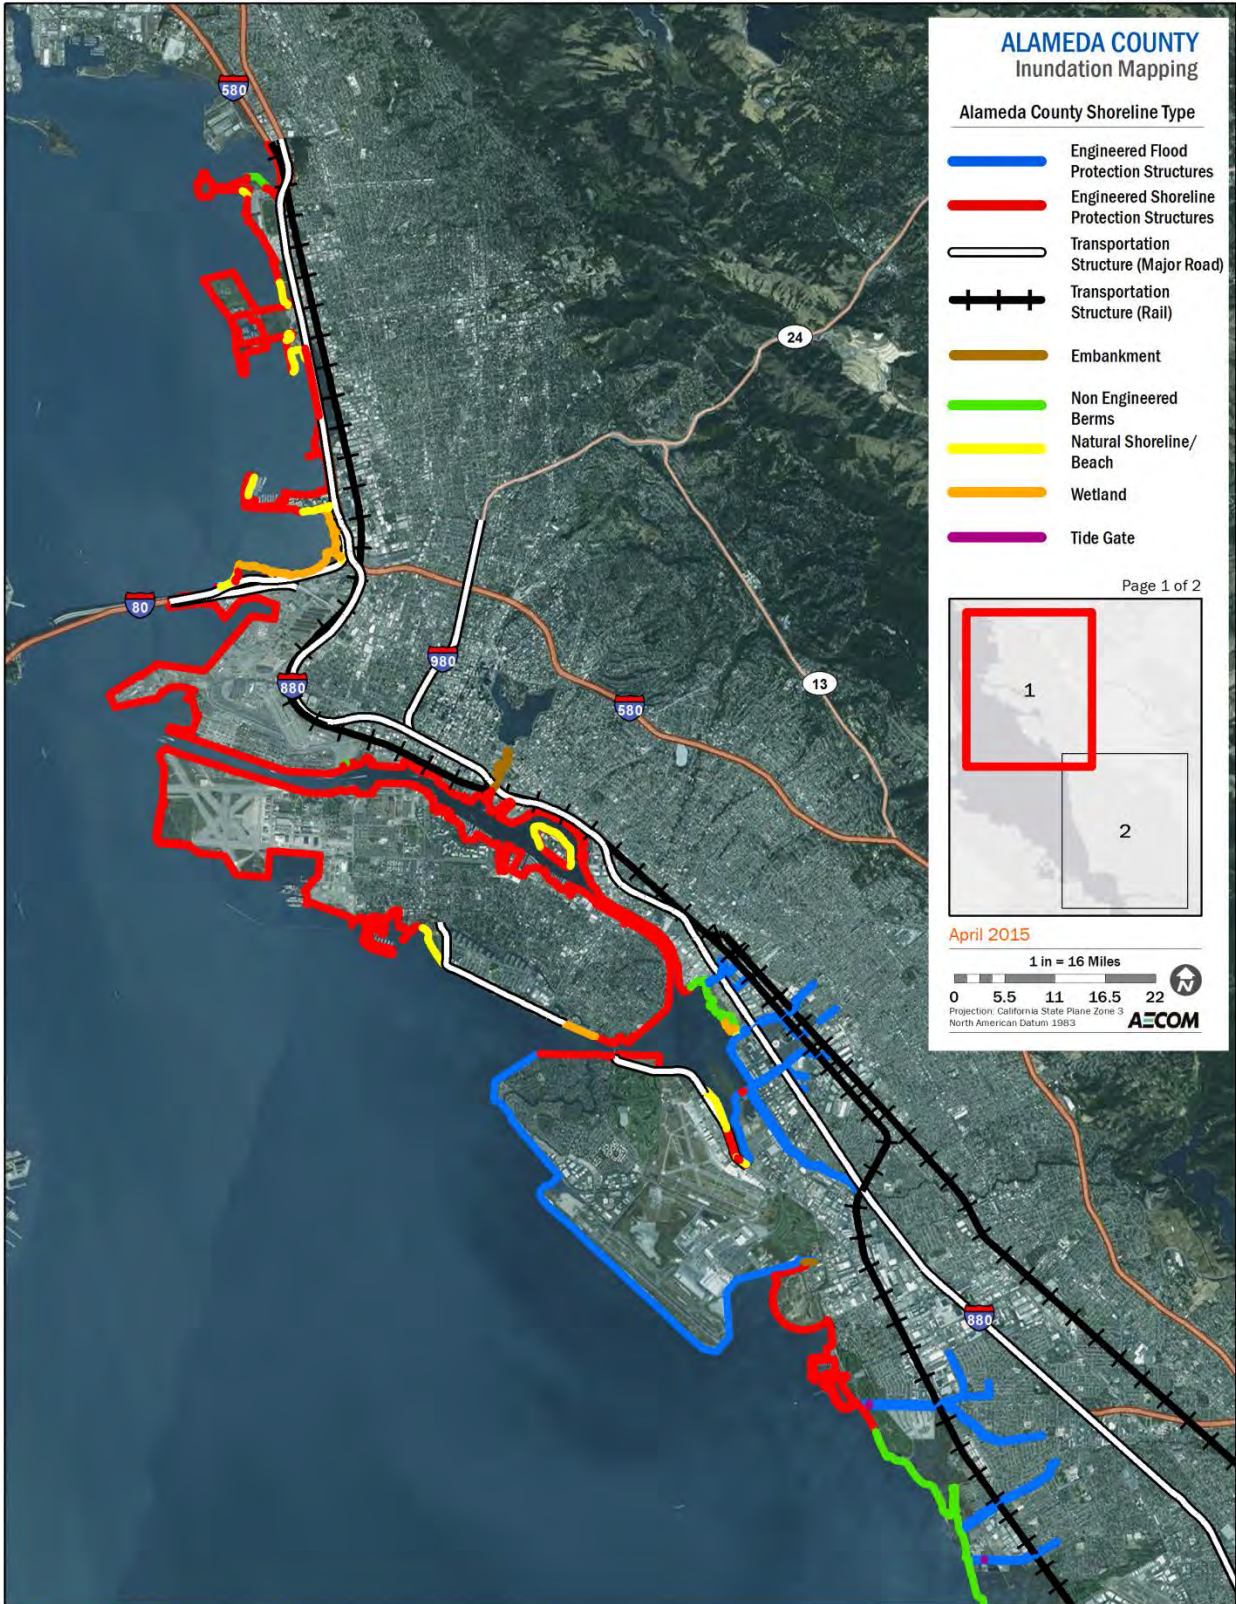 ALAMEDA COUNTY
Inundation Mapping
Alameda County Shoreline Type
Engineered Flood
Protection Structures
Engineered Shoreline
Protection Structures
Transportation
Structure (Major Road)
Transportation
Structure (Rail)
Embankment
Non Engineered
Berms
Natural Shoreline/
Beach
Wetland
Tide Gate
Page 1 of 2
1
2
April 2015
1 in = 16 Miles
0 5.5 11 16.5 22
N
Projection: California State Plane Zone 3
North American Datum 1983
AECOM
580
24
80
980
880
13
580
880